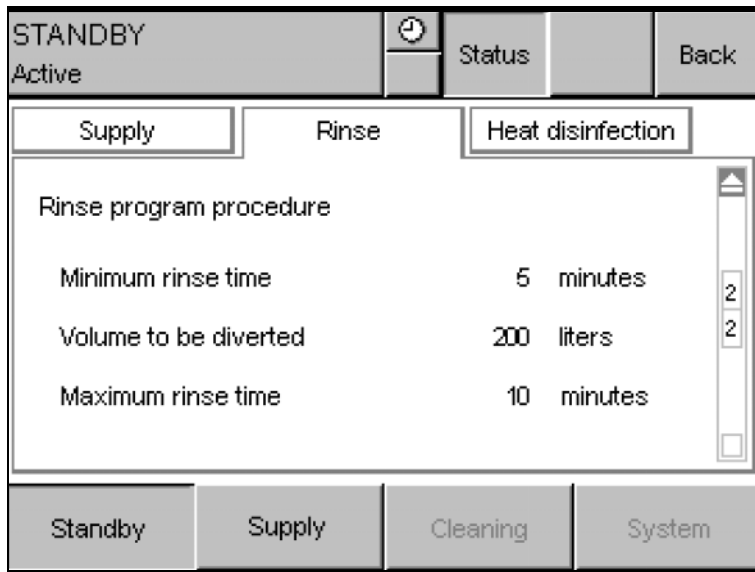 STANDBY
Active
Status
Back
Supply
Rinse
Heat disinfection
Rinse program procedure
Minimum rinse time 5 minutes
2
Volume to be diverted 200 liters
2
Maximum rinse time 10 minutes
Standby
Supply
Cleaning
System